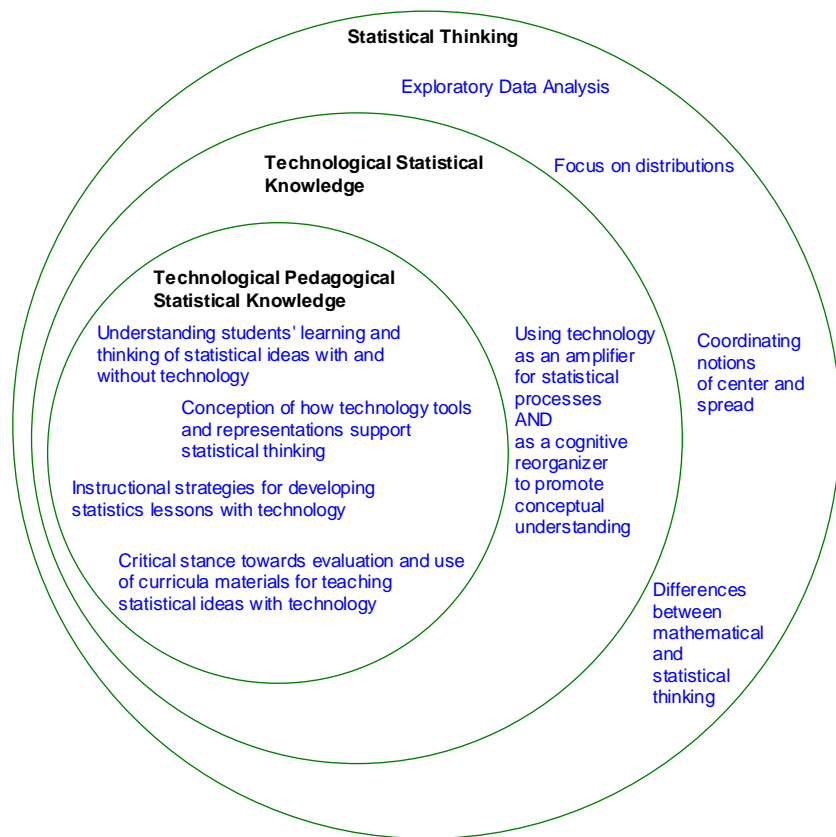 Statistical Thinking
Exploratory Data Analysis
Focus on distributions
Coordinating
notions
of center and
spread
Differences
between
mathematical
and
statistical
thinking
Technological Statistical
Knowledge
Using technology
as an amplifier
for statistical
processes
AND
as a cognitive
reorganizer
to promote
conceptual
understanding
Technological Pedagogical
Statistical Knowledge
Understanding students' learning and
thinking of statistical ideas with and
without technology
Conception of how technology tools
and representations support
statistical thinking
Instructional strategies for developing
statistics lessons with technology
Critical stance towards evaluation and use
of curricula materials for teaching
statistical ideas with technology